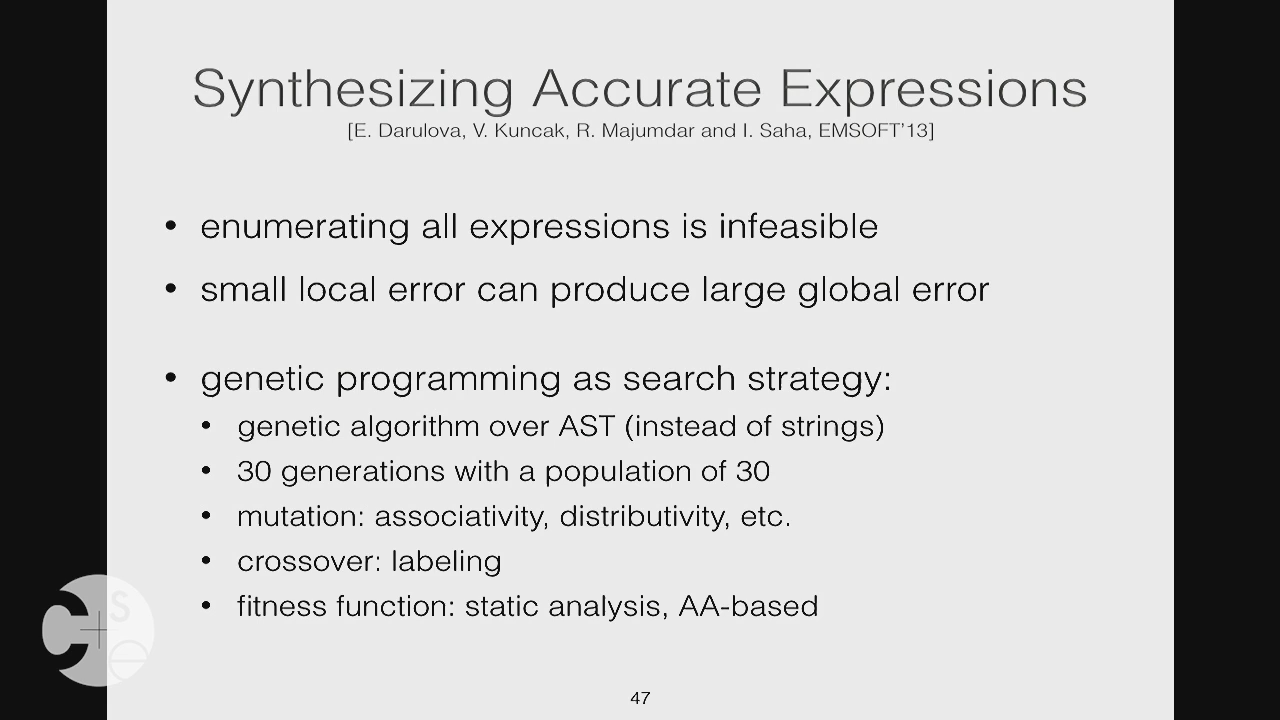 Synthesizing Accurate Expressions
[E. Darulova, V. Kuncak, R. Majumdar and I. Saha, EMSOFT’13]
• enumerating all expressions is infeasible
• small local error can produce large global error
• genetic programming as search strategy:
• genetic algorithm over AST (instead of strings)
• 30 generations with a population of 30
• mutation: associativity, distributivity, etc.
• crossover: labeling
• fitness function: static analysis, AA-based
C+se
47